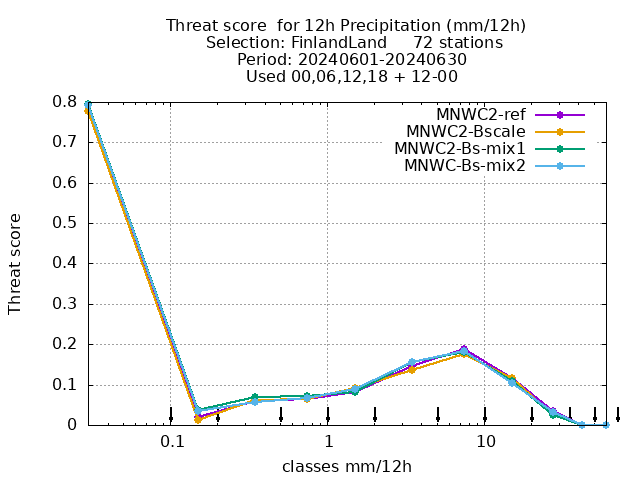 Threat score  for 12h Precipitation (mm/12h)
Selection: FinlandLand     72 stations
Period: 20240601-20240630
Used 00,06,12,18 + 12-00
MNWC2-ref
MNWC2-Bscale
MNWC2-Bs-mix1
MNWC-Bs-mix2
Threat score
0.8
0.7
0.6
0.5
0.4
0.3
0.2
0.1
0
0.1
1
10
classes mm/12h